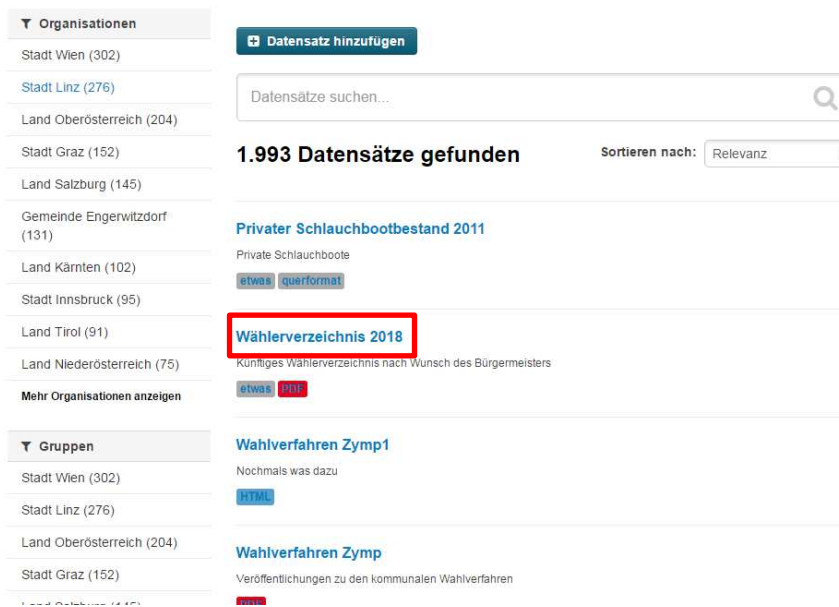 Organisationen
Stadt Wien (302)
Stadt Linz (276)
Land Oberösterreich (204)
Stadt Graz (152)
Land Salzburg (145)
Gemeinde Engerwitzdorf
(131)
Land Kärnten (102)
Stadt Innsbruck (95)
Land Tirol (91)
Land Niederösterreich (75)
Mehr Organisationen anzeigen
Gruppen
Stadt Wien (302)
Stadt Linz (276)
Land Oberösterreich (204)
Stadt Graz (152)
Land Salzburg (145)
Datensatz hinzufügen
Datensätze suchen...
1.993 Datensätze gefunden
Sortieren nach: Relevanz
Privater Schlauchbootbestand 2011
Private Schlauchboote
etwas querformat
Wählerverzeichnis 2018
Künftiges Wählerverzeichnis nach Wunsch des Bürgermeisters
etwas PDF
Wahlverfahren Zymp1
Nochmals was dazu
HTML
Wahlverfahren Zymp
Veröffentlichungen zu den kommunalen Wahlverfahren
PDF